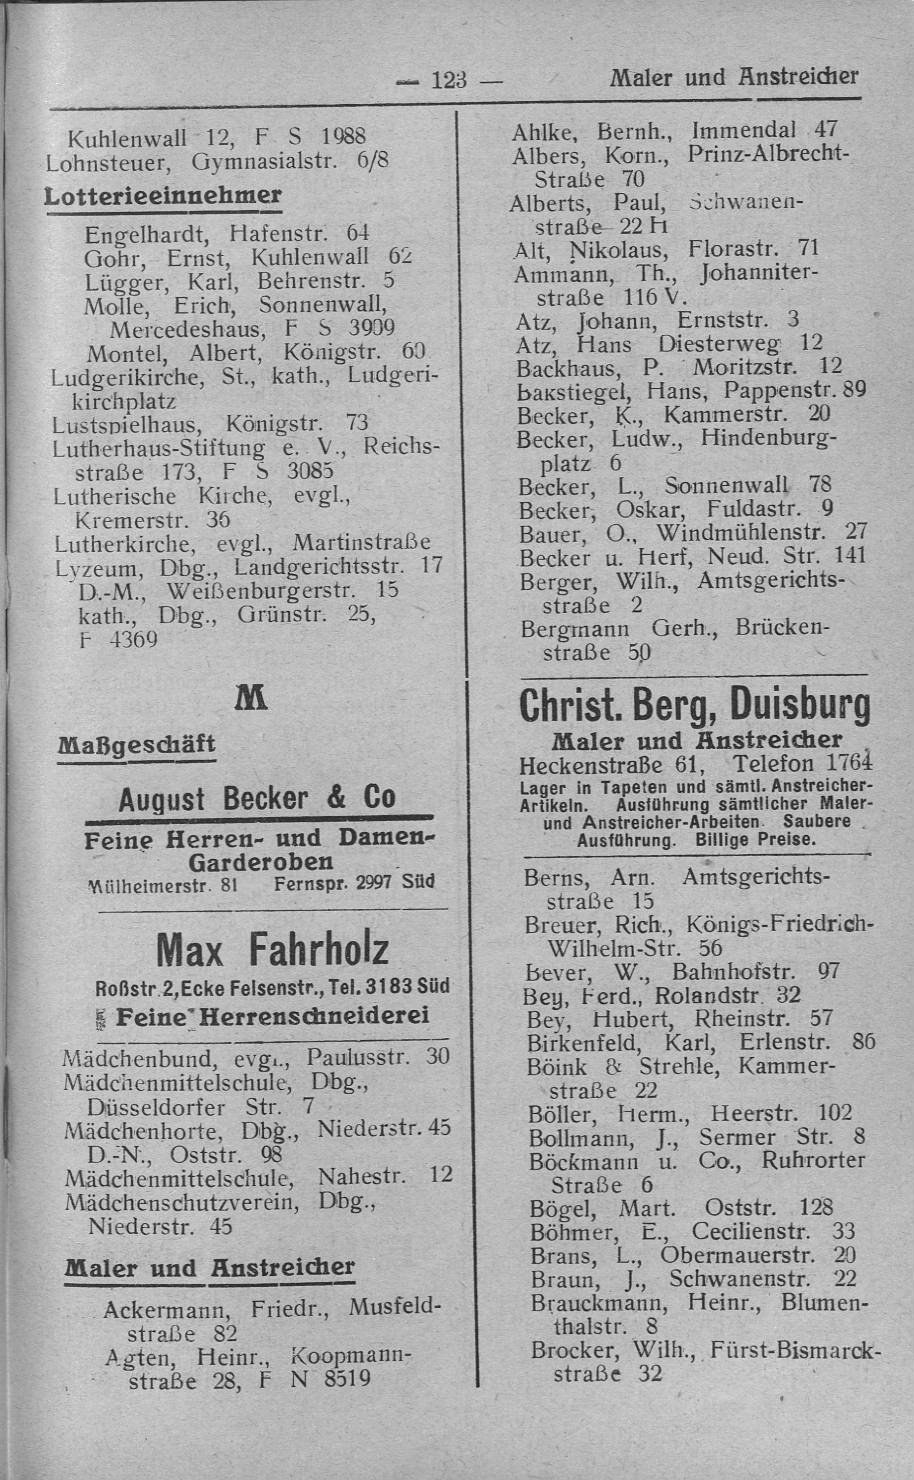 — 123 — Maler und Anstreicher
Kuhlenwall 12, F S 1988
Lohnsteuer, Gymnasialstr. 6/8
Lotterieeinnehmer
Engelhardt, Hafenstr. 64
Gohr, Ernst, Kuhlenwall 62
Lügger, Karl, Behrenstr. 5
Molle, Erich, Sonnenwall,
Mercedeshaus, F S 3909
Montel, Albert, Königstr. 60
Ludgerikirche, St., kath., Ludgeri-
kirchplatz
Lustspielhaus, Königstr. 73
Lutherhaus-Stiftung e. V., Reichs-
straße 173, F S 3085
Lutherische Kirche, evgl.,
Kremerstr. 36
Lutherkirche, evgl., Martinstraße
Lyzeum, Dbg., Landgerichtsstr. 17
D.-M., Weißenburgerstr. 15
kath., Dbg., Grünstr. 25,
F 4369
M
Maßgeschäft
August Becker & Co
Feine Herren- und Damen-
Garderoben
Mülheimerstr. 81 Fernspr. 2997 Süd
Max Fahrholz
Roßstr. 2, Ecke Felsenstr., Tel. 3183 Süd
Feine Herrenschneiderei
Mädchenbund, evgl., Paulusstr. 30
Mädchenmittelschule, Dbg.,
Düsseldorfer Str. 7
Mädchenhorte, Dbg., Niederstr. 45
D.-N., Oststr. 98
Mädchenmittelschule, Nahestr. 12
Mädchenschutzverein, Dbg.,
Niederstr. 45
Maler und Anstreicher
Ackermann, Friedr., Musfeld-
straße 82
Agten, Heinr., Koopmann-
straße 28, F N 8519
Ahlke, Bernh., Immendal 47
Albers, Korn., Prinz-Albrecht-
Straße 70
Alberts, Paul, Schwanen-
straße 22 H
Alt, Nikolaus, Florastr. 71
Ammann, Th., Johanniter-
straße 116 V.
Atz, Johann, Ernststr. 3
Atz, Hans Diesterweg 12
Backhaus, P. Moritzstr. 12
Bakstiegel, Hans, Pappenstr. 89
Becker, K., Kammerstr. 20
Becker, Ludw., Hindenburg-
platz 6
Becker, L., Sonnenwall 78
Becker, Oskar, Fuldastr. 9
Bauer, O., Windmühlenstr. 27
Becker u. Herf, Neud. Str. 141
Berger, Wilh., Amtsgerichts-
straße 2
Bergmann Gerh., Brücken-
straße 50
Christ. Berg, Duisburg
Maler und Anstreicher
Heckenstraße 61, Telefon 1764
Lager in Tapeten und sämtl. Anstreicher-
Artikeln. Ausführung sämtlicher Maler-
und Anstreicher-Arbeiten. Saubere
Ausführung. Billige Preise.
Berns, Arn. Amtsgerichts-
straße 15
Breuer, Rich., Königs-Friedrich-
Wilhelm-Str. 56
Bever, W., Bahnhofstr. 97
Bey, Ferd., Rolandstr. 32
Bey, Hubert, Rheinstr. 57
Birkenfeld, Karl, Erlenstr. 86
Böink & Strehle, Kammer-
straße 22
Böller, Herm., Heerstr. 102
Bollmann, J., Sermer Str. 8
Böckmann u. Co., Ruhrorter
Straße 6
Bögel, Mart. Oststr. 128
Böhmer, E., Cecilienstr. 33
Brans, L., Obermauerstr. 20
Braun, J., Schwanenstr. 22
Brauckmann, Heinr., Blumen-
thalstr. 8
Brocker, Wilh., Fürst-Bismarck-
straße 32